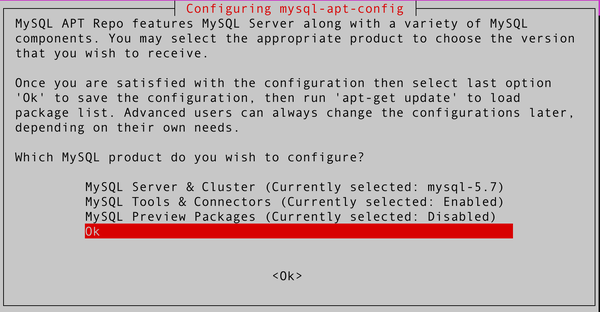 Configuring mysql-apt-config
MySQL APT Repo features MySQL Server along with a variety of MySQL
components. You may select the appropriate product to choose the version
that you wish to receive.
Once you are satisfied with the configuration then select last option
'Ok' to save the configuration, then run 'apt-get update' to load
package list. Advanced users can always change the configurations later,
depending on their own needs.
Which MySQL product do you wish to configure?
MySQL Server & Cluster (Currently selected: mysql-5.7)
MySQL Tools & Connectors (Currently selected: Enabled)
MySQL Preview Packages (Currently selected: Disabled)
Ok
<Ok>